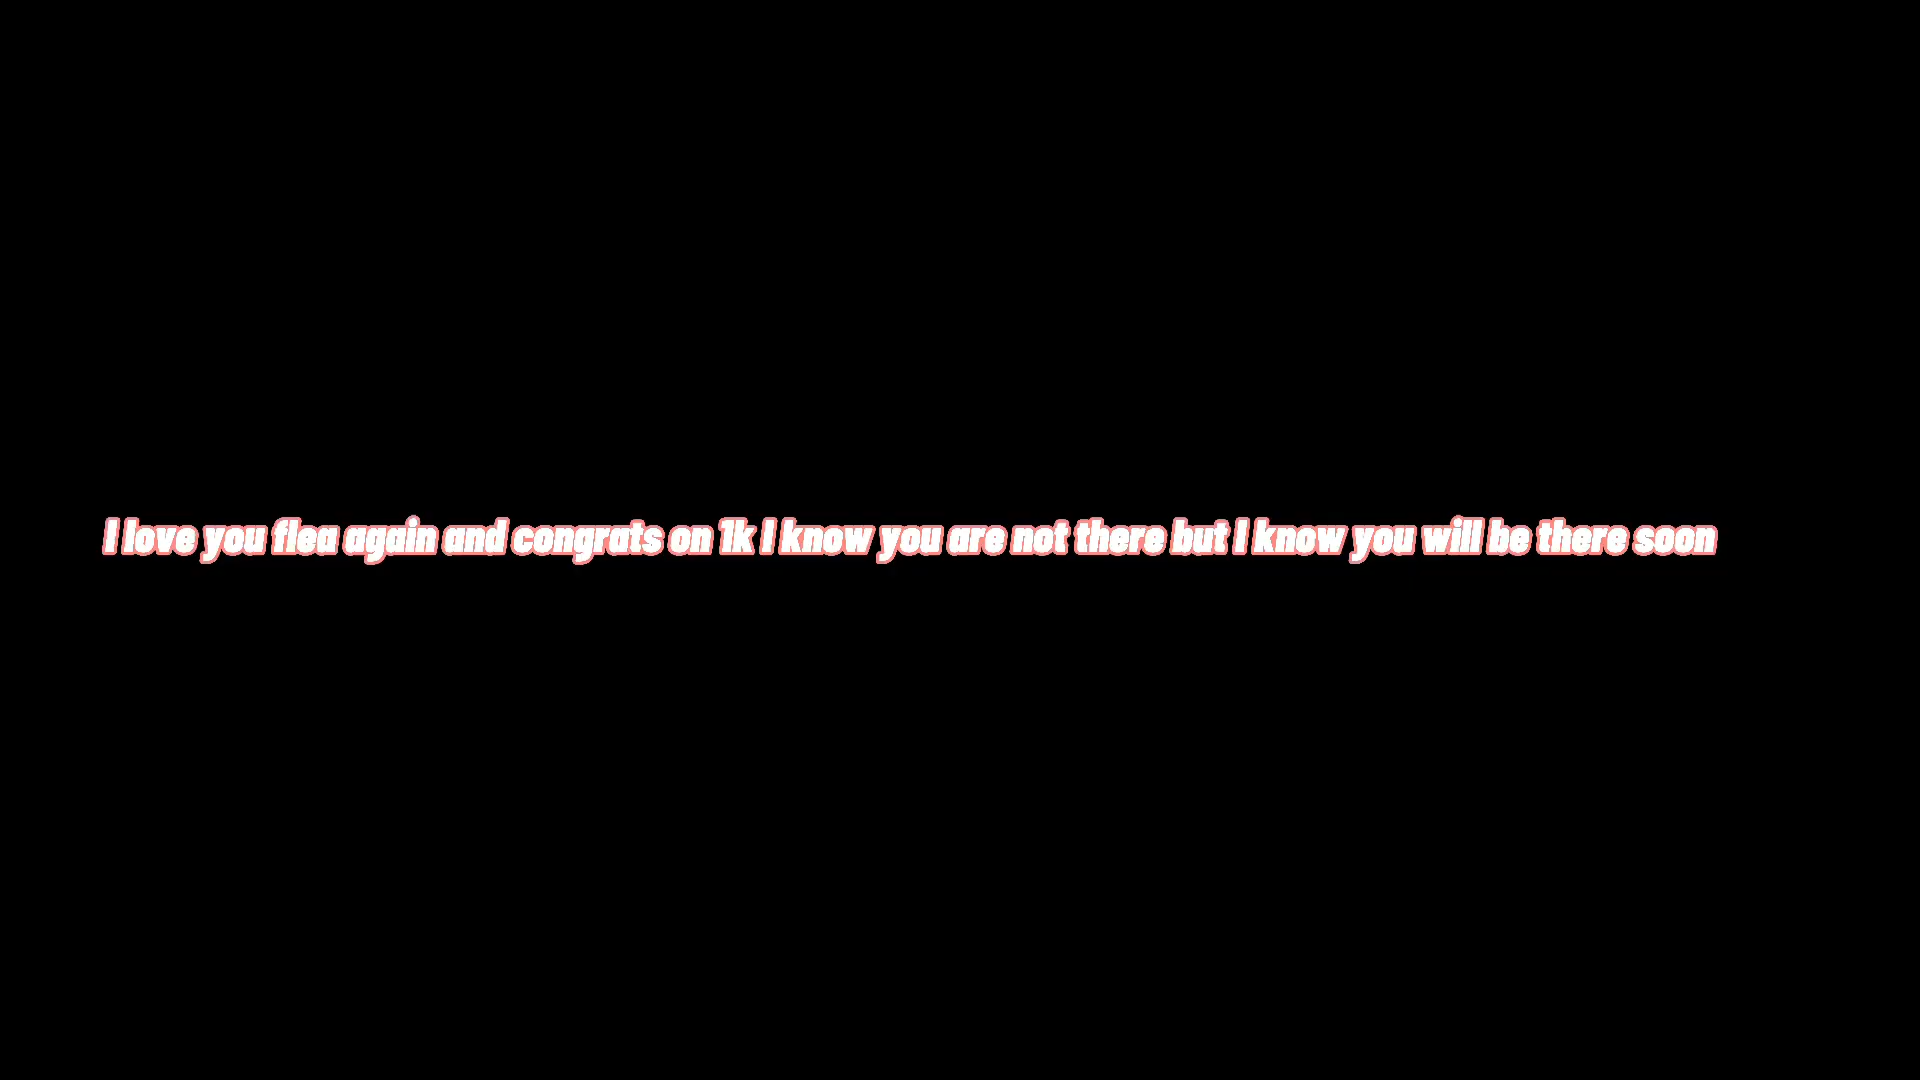 I love you flea again and congrats on 1k I know you are not there but I know you will be there soon